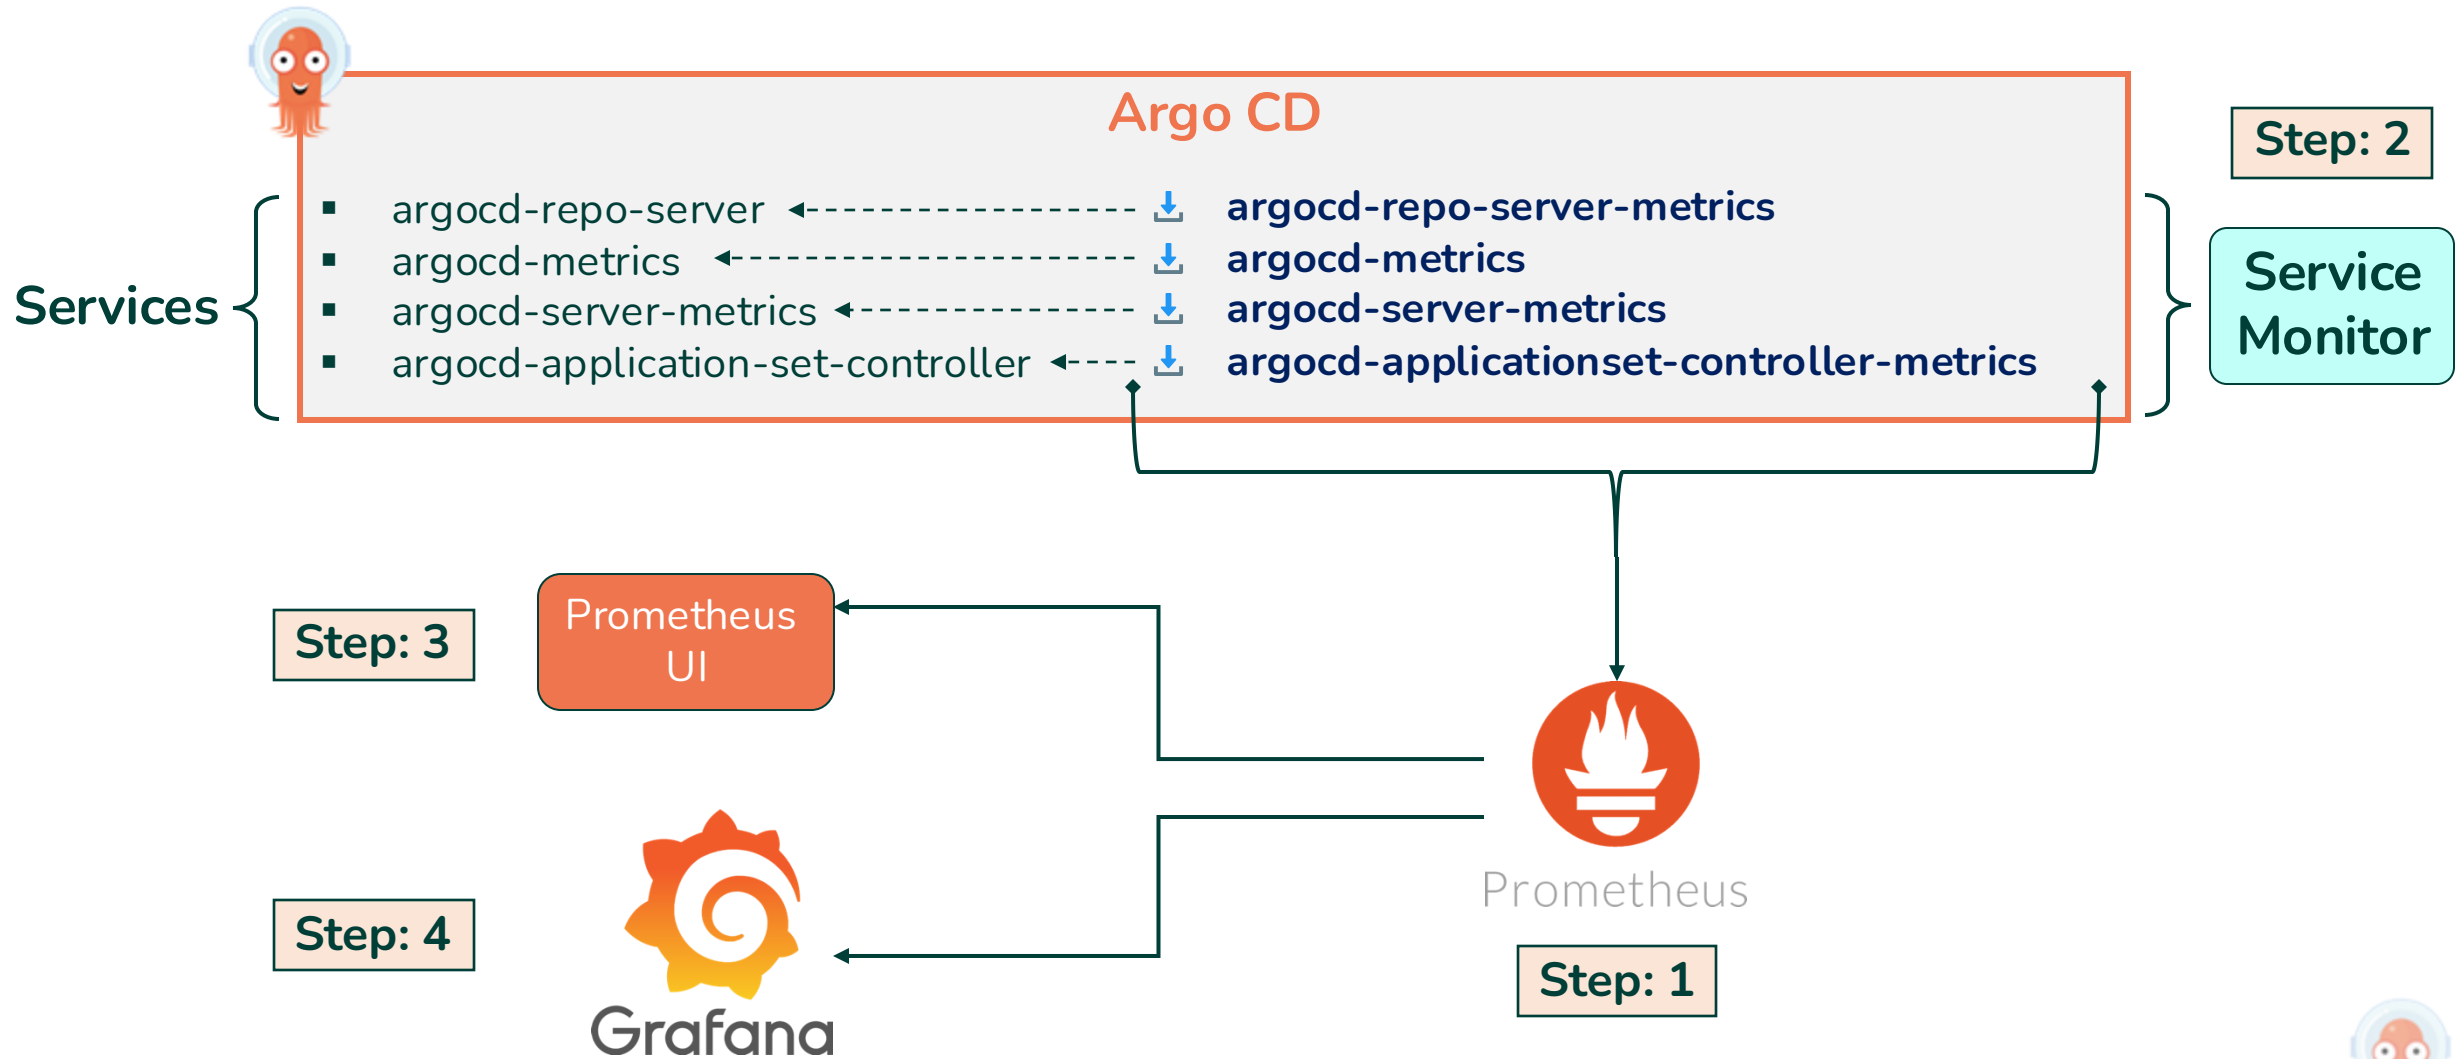 Argo CD
Step: 2
Services
argocd-repo-server
argocd-repo-server-metrics
argocd-metrics
argocd-metrics
argocd-server-metrics
argocd-server-metrics
argocd-application-set-controller
argocd-applicationset-controller-metrics
Service
Monitor
Step: 3
Prometheus
UI
Prometheus
Step: 4
Grafana
Step: 1